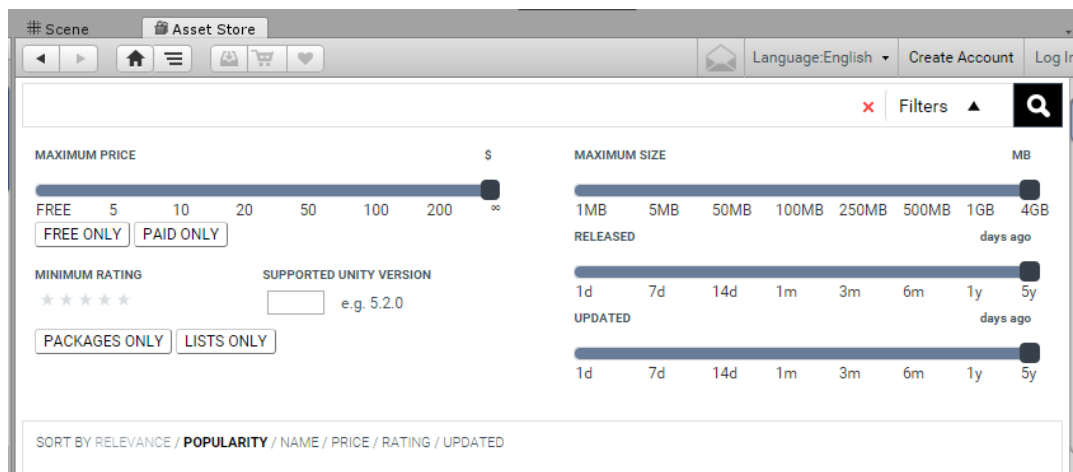 Scene Asset Store
Language:English Create Account Log In
Filters
MAXIMUM PRICE $
FREE 5 10 20 50 100 200 ∞
FREE ONLY PAID ONLY
MINIMUM RATING SUPPORTED UNITY VERSION
e.g. 5.2.0
PACKAGES ONLY LISTS ONLY
MAXIMUM SIZE MB
1MB 5MB 50MB 100MB 250MB 500MB 1GB 4GB
RELEASED days ago
1d 7d 14d 1m 3m 6m 1y 5y
UPDATED days ago
1d 7d 14d 1m 3m 6m 1y 5y
SORT BY RELEVANCE / POPULARITY / NAME / PRICE / RATING / UPDATED